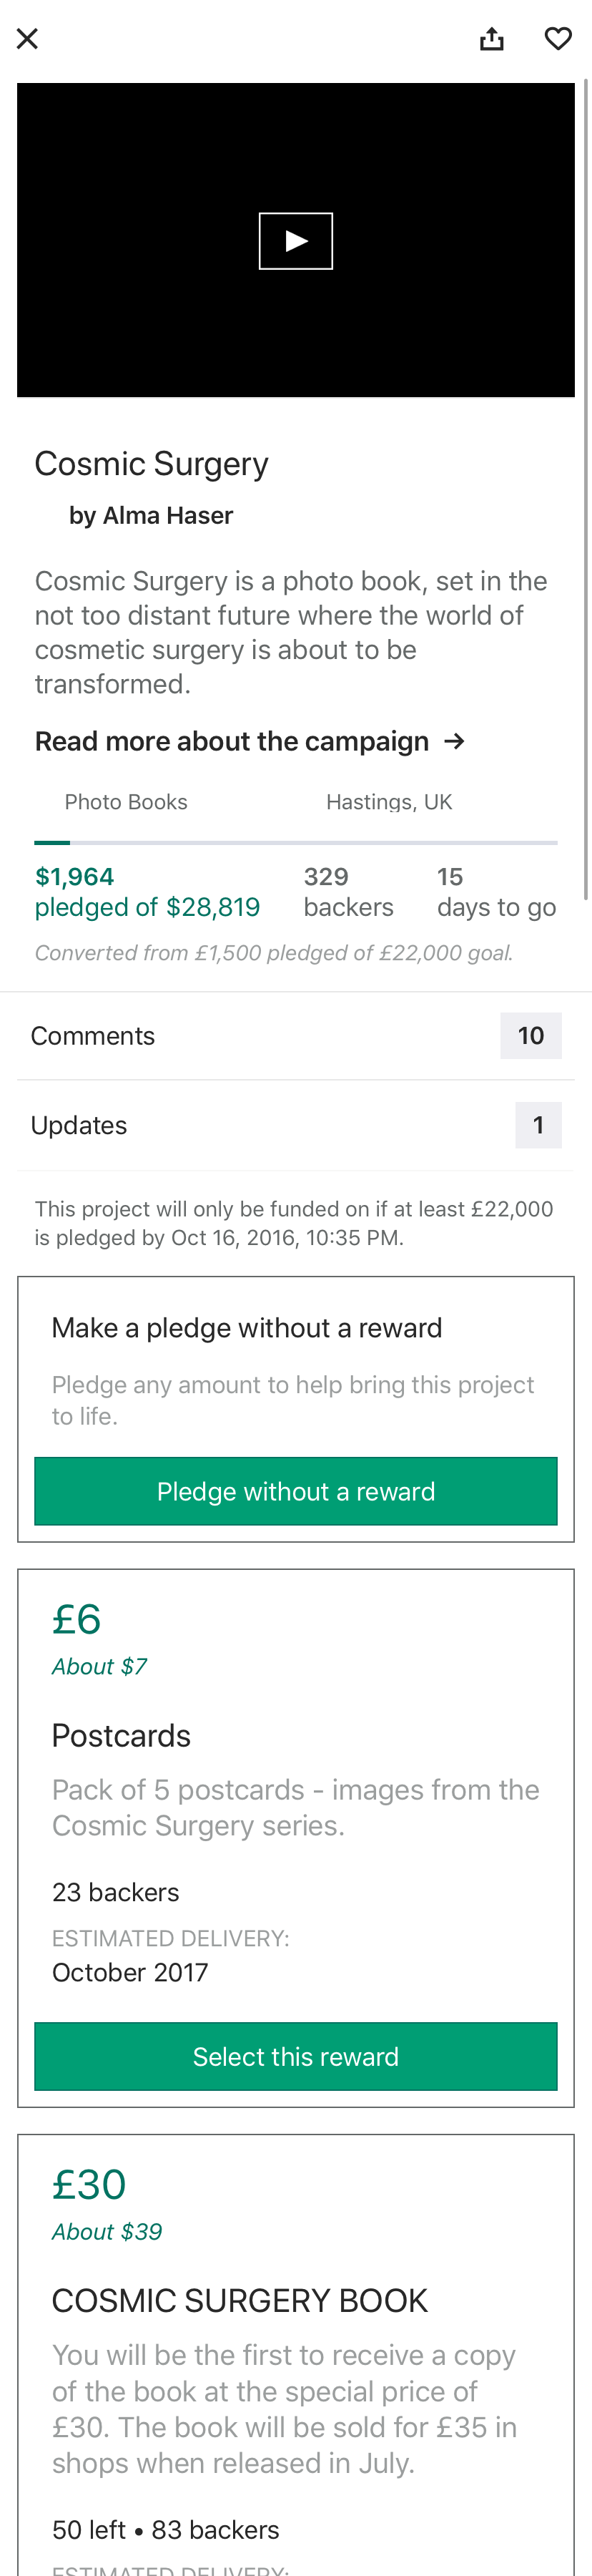 Cosmic Surgery
by Alma Haser
Cosmic Surgery is a photo book, set in the
not too distant future where the world of
cosmetic surgery is about to be
transformed.
Read more about the campaign →
Photo Books
Hastings, UK
$1,964
pledged of $28,819
329
backers
15
days to go
Converted from £1,500 pledged of £22,000 goal.
Comments
10
Updates
1
This project will only be funded on if at least £22,000
is pledged by Oct 16, 2016, 10:35 PM.
Make a pledge without a reward
Pledge any amount to help bring this project
to life.
Pledge without a reward
£6
About $7
Postcards
Pack of 5 postcards - images from the
Cosmic Surgery series.
23 backers
ESTIMATED DELIVERY:
October 2017
Select this reward
£30
About $39
COSMIC SURGERY BOOK
You will be the first to receive a copy
of the book at the special price of
£30. The book will be sold for £35 in
shops when released in July.
50 left • 83 backers
ESTIMATED DELIVERY: